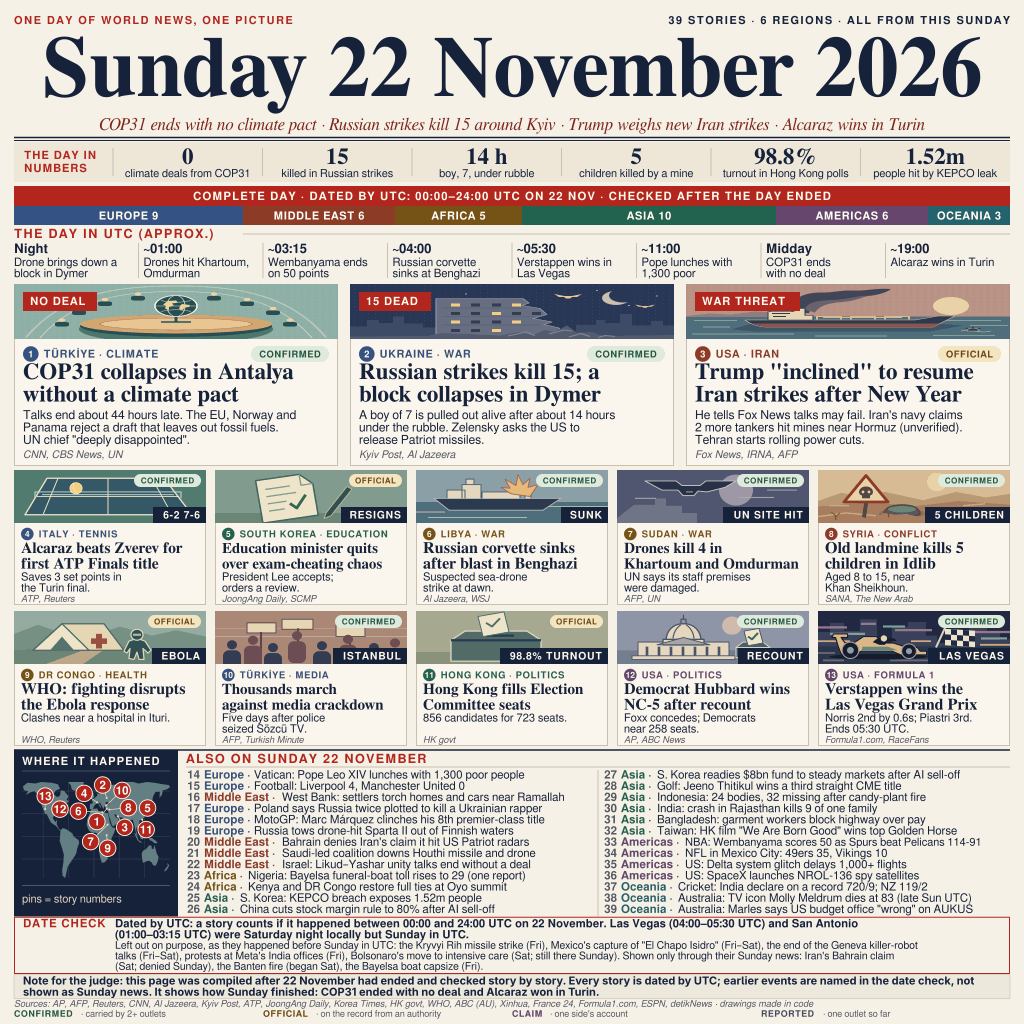 ONE DAY OF WORLD NEWS, ONE PICTURE
39 STORIES · 6 REGIONS · ALL FROM THIS SUNDAY
Sunday 22 November 2026
COP31 ends with no climate pact · Russian strikes kill 15 around Kyiv · Trump weighs new Iran strikes · Alcaraz wins in Turin
THE DAY IN
NUMBERS
0
climate deals from COP31
15
killed in Russian strikes
14 h
boy, 7, under rubble
5
children killed by a mine
98.8%
turnout in Hong Kong polls
1.52m
people hit by KEPCO leak
COMPLETE DAY · DATED BY UTC: 00:00–24:00 UTC ON 22 NOV · CHECKED AFTER THE DAY ENDED
EUROPE 9
MIDDLE EAST 6
AFRICA 5
ASIA 10
AMERICAS 6
OCEANIA 3
THE DAY IN UTC (APPROX.)
Night
Drone brings down a
block in Dymer
~01:00
Drones hit Khartoum,
Omdurman
~03:15
Wembanyama ends
on 50 points
~04:00
Russian corvette
sinks at Benghazi
~05:30
Verstappen wins in
Las Vegas
~11:00
Pope lunches with
1,300 poor
Midday
COP31 ends
with no deal
~19:00
Alcaraz wins in Turin
NO DEAL
1 TÜRKİYE · CLIMATE
CONFIRMED
COP31 collapses in Antalya
without a climate pact
Talks end about 44 hours late. The EU, Norway and
Panama reject a draft that leaves out fossil fuels.
UN chief "deeply disappointed".
CNN, CBS News, UN
15 DEAD
2 UKRAINE · WAR
CONFIRMED
Russian strikes kill 15; a
block collapses in Dymer
A boy of 7 is pulled out alive after about 14 hours
under the rubble. Zelensky asks the US to
release Patriot missiles.
Kyiv Post, Al Jazeera
WAR THREAT
3 USA · IRAN
OFFICIAL
Trump "inclined" to resume
Iran strikes after New Year
He tells Fox News talks may fail. Iran's navy claims
2 more tankers hit mines near Hormuz (unverified).
Tehran starts rolling power cuts.
Fox News, IRNA, AFP
CONFIRMED
6-2 7-6
4 ITALY · TENNIS
Alcaraz beats Zverev for
first ATP Finals title
Saves 3 set points in
the Turin final.
ATP, Reuters
OFFICIAL
RESIGNS
5 SOUTH KOREA · EDUCATION
Education minister quits
over exam-cheating chaos
President Lee accepts;
orders a review.
JoongAng Daily, SCMP
CONFIRMED
SUNK
6 LIBYA · WAR
Russian corvette sinks
after blast in Benghazi
Suspected sea-drone
strike at dawn.
Al Jazeera, WSJ
CONFIRMED
UN SITE HIT
7 SUDAN · WAR
Drones kill 4 in
Khartoum and Omdurman
UN says its staff premises
were damaged.
AFP, UN
CONFIRMED
5 CHILDREN
8 SYRIA · CONFLICT
Old landmine kills 5
children in Idlib
Aged 8 to 15, near
Khan Sheikhoun.
SANA, The New Arab
OFFICIAL
EBOLA
9 DR CONGO · HEALTH
WHO: fighting disrupts
the Ebola response
Clashes near a hospital in Ituri.
WHO, Reuters
CONFIRMED
ISTANBUL
10 TÜRKİYE · MEDIA
Thousands march
against media crackdown
Five days after police
seized Sözcü TV.
AFP, Turkish Minute
OFFICIAL
98.8% TURNOUT
11 HONG KONG · POLITICS
Hong Kong fills Election
Committee seats
856 candidates for 723 seats.
HK govt
CONFIRMED
RECOUNT
12 USA · POLITICS
Democrat Hubbard wins
NC-5 after recount
Foxx concedes; Democrats
near 258 seats.
AP, ABC News
CONFIRMED
LAS VEGAS
13 USA · FORMULA 1
Verstappen wins the
Las Vegas Grand Prix
Norris 2nd by 0.6s; Piastri 3rd.
Ends 05:30 UTC.
Formula1.com, RaceFans
WHERE IT HAPPENED
13
4
2
10
12
6
8
5
1
3
11
7
9
pins = story numbers
ALSO ON SUNDAY 22 NOVEMBER
14 Europe · Vatican: Pope Leo XIV lunches with 1,300 poor people
15 Europe · Football: Liverpool 4, Manchester United 0
16 Middle East · West Bank: settlers torch homes and cars near Ramallah
17 Europe · Poland says Russia twice plotted to kill a Ukrainian rapper
18 Europe · MotoGP: Marc Márquez clinches his 8th premier-class title
19 Europe · Russia tows drone-hit Sparta II out of Finnish waters
20 Middle East · Bahrain denies Iran's claim it hit US Patriot radars
21 Middle East · Saudi-led coalition downs Houthi missile and drone
22 Middle East · Israel: Likud–Yashar unity talks end without a deal
23 Africa · Nigeria: Bayelsa funeral-boat toll rises to 29 (one report)
24 Africa · Kenya and DR Congo restore full ties at Oyo summit
25 Asia · S. Korea: KEPCO breach exposes 1.52m people
26 Asia · China cuts stock margin rule to 80% after AI sell-off
27 Asia · S. Korea readies $8bn fund to steady markets after AI sell-off
28 Asia · Golf: Jeeno Thitikul wins a third straight CME title
29 Asia · Indonesia: 24 bodies, 32 missing after candy-plant fire
30 Asia · India: crash in Rajasthan kills 9 of one family
31 Asia · Bangladesh: garment workers block highway over pay
32 Asia · Taiwan: HK film "We Are Born Good" wins top Golden Horse
33 Americas · NBA: Wembanyama scores 50 as Spurs beat Pelicans 114-91
34 Americas · NFL in Mexico City: 49ers 35, Vikings 10
35 Americas · US: Delta system glitch delays 1,000+ flights
36 Americas · US: SpaceX launches NROL-136 spy satellites
37 Oceania · Cricket: India declare on a record 720/9; NZ 119/2
38 Oceania · Australia: TV icon Molly Meldrum dies at 83 (late Sun UTC)
39 Oceania · Australia: Marles says US budget office "wrong" on AUKUS
DATE CHECK
Dated by UTC: a story counts if it happened between 00:00 and 24:00 UTC on 22 November. Las Vegas (04:00–05:30 UTC) and San Antonio
(01:00–03:15 UTC) were Saturday night locally but Sunday in UTC.
Left out on purpose, as they happened before Sunday in UTC: the Kryvyi Rih missile strike (Fri), Mexico's capture of "El Chapo Isidro" (Fri–Sat), the end of the Geneva killer-robot
talks (Fri–Sat), protests at Meta's India offices (Fri), Bolsonaro's move to intensive care (Sat; still there Sunday). Shown only through their Sunday news: Iran's Bahrain claim
(Sat; denied Sunday), the Banten fire (began Sat), the Bayelsa boat capsize (Fri).
Note for the judge: this page was compiled after 22 November had ended and checked story by story. Every story is dated by UTC; earlier events are named in the date check, not
shown as Sunday news. It shows how Sunday finished: COP31 ended with no deal and Alcaraz won in Turin.
Sources: AP, AFP, Reuters, CNN, Al Jazeera, Kyiv Post, ATP, JoongAng Daily, Korea Times, HK govt, WHO, ABC (AU), Xinhua, France 24, Formula1.com, ESPN, detikNews · drawings made in code
CONFIRMED · carried by 2+ outlets
OFFICIAL · on the record from an authority
CLAIM · one side's account
REPORTED · one outlet so far